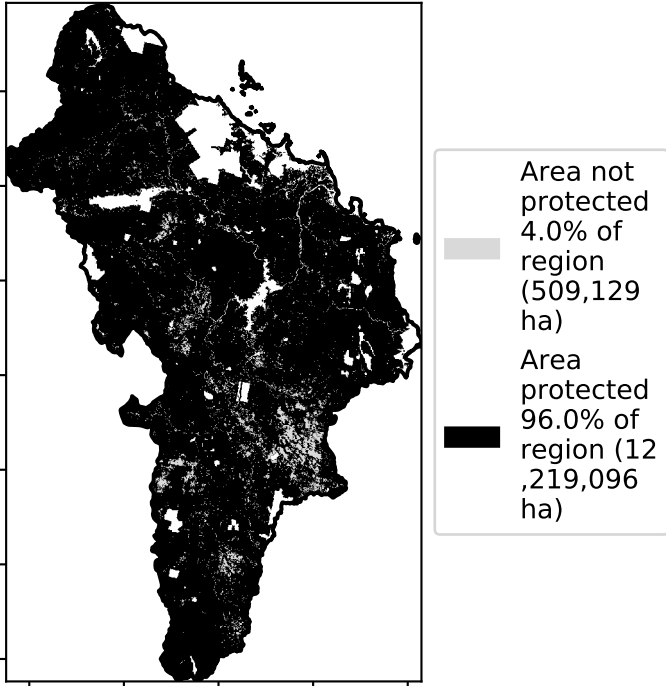 Area not
protected
4.0% of
region
(509,129
ha)
Area
protected
96.0% of
region (12
,219,096
ha)